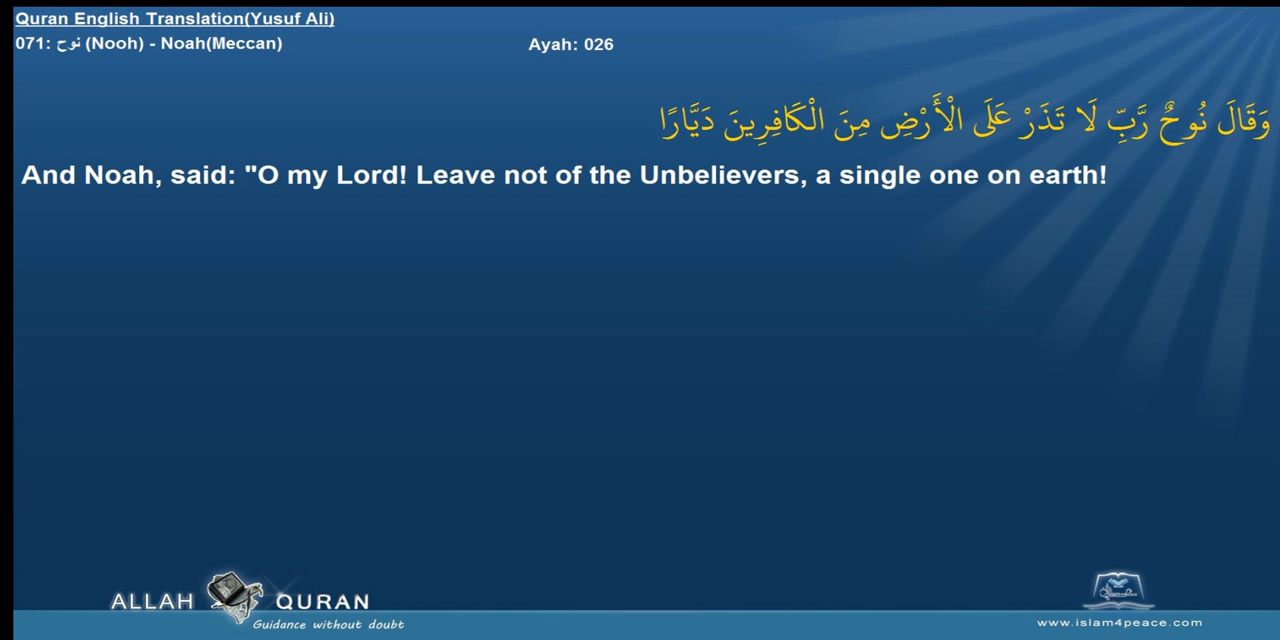 Quran English Translation(Yusuf Ali)
071: نوح (Nooh) - Noah(Meccan)
Ayah: 026
وَقَالَ نُوحٌ رَّبِّ لَا تَذَرْ عَلَى الْأَرْضِ مِنَ الْكَافِرِينَ دَيَّارًا
And Noah, said: "O my Lord! Leave not of the Unbelievers, a single one on earth!
ALLAH QURAN
Guidance without doubt
www.islam4peace.com